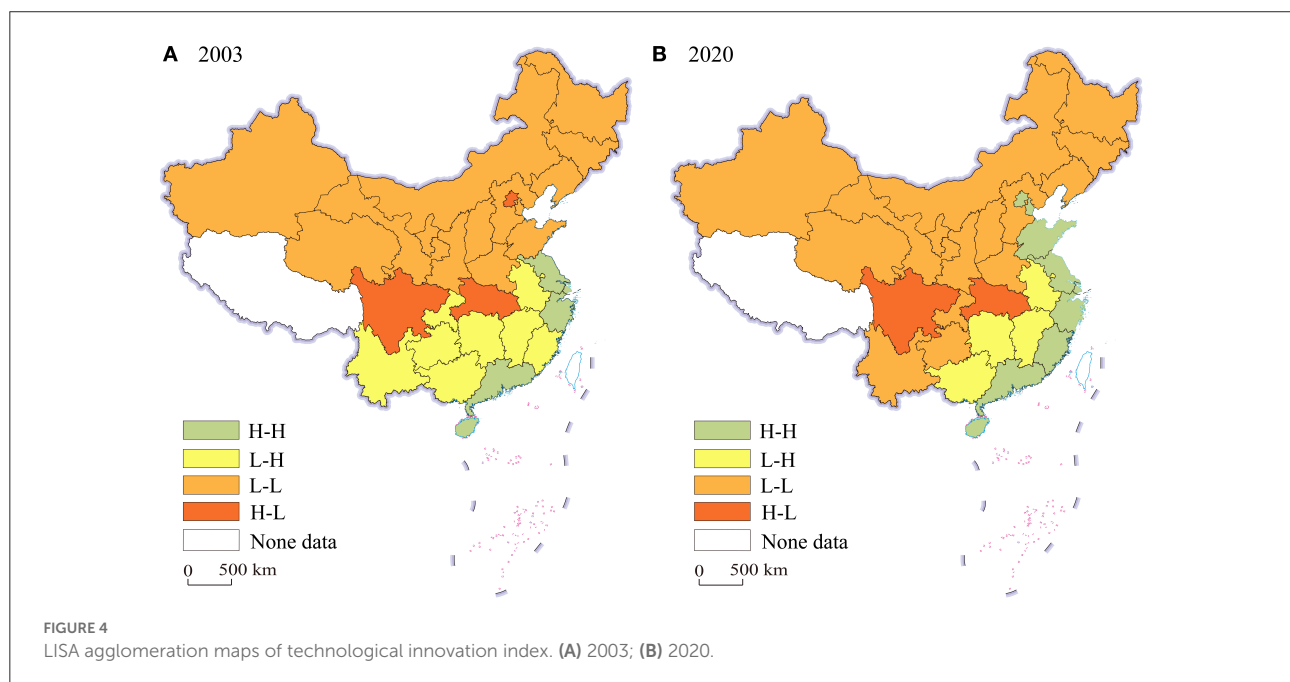 A 2003
B 2020
H-H
L-H
L-L
H-L
None data
0 500 km
H-H
L-H
L-L
H-L
None data
0 500 km
FIGURE 4
LISA agglomeration maps of technological innovation index. (A) 2003; (B) 2020.